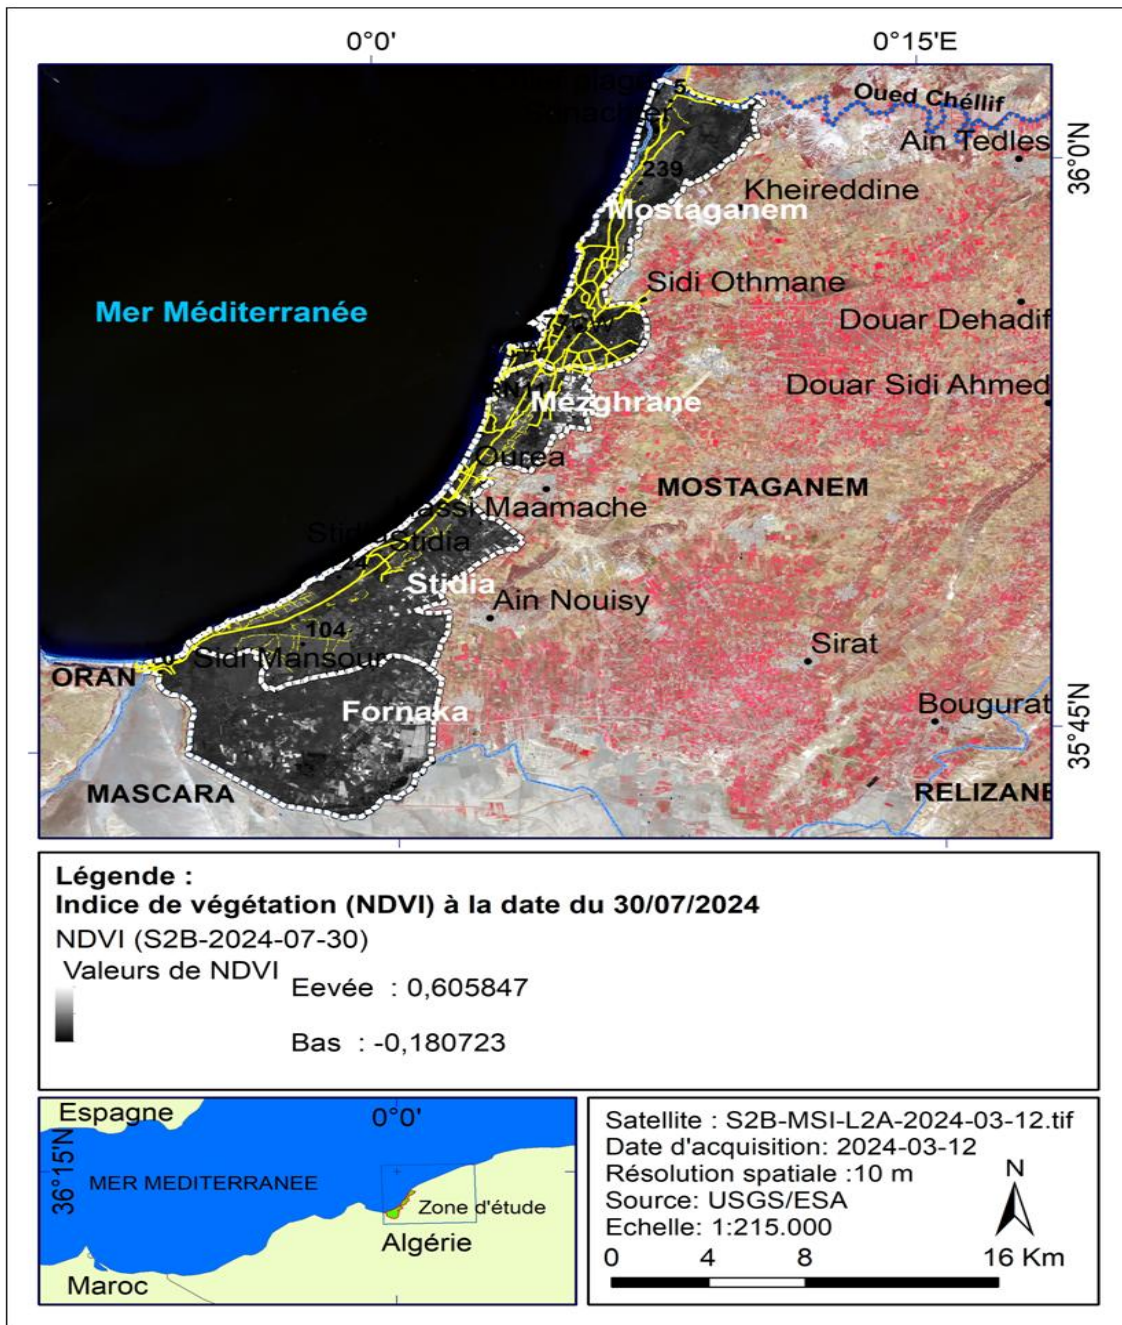 0°0'
0°15'E
5
Oued Chéllif
Ain Tedles
36°0'N
239
Kheireddine
Mostaganem
Sidi Othmane
Mer Méditerranée
Douar Dehadif
Douar Sidi Ahmed
Mézghrane
Ourea
MOSTAGANEM
Maamache
Stidia
Stidia
Stidia
Ain Nouisy
104
Sirat
Sidi Mansour
ORAN
Bougurat
Fornaka
35°45'N
MASCARA
RELIZANE
Légende :
Indice de végétation (NDVI) à la date du 30/07/2024
NDVI (S2B-2024-07-30)
Valeurs de NDVI
Eevée : 0,605847
Bas : -0,180723
Espagne
0°0'
36°15'N
MER MEDITERRANEE
Zone d'étude
Algérie
Maroc
Satellite : S2B-MSI-L2A-2024-03-12.tif
Date d'acquisition: 2024-03-12
Résolution spatiale :10 m
Source: USGS/ESA
Echelle: 1:215.000
N
0 4 8 16 Km